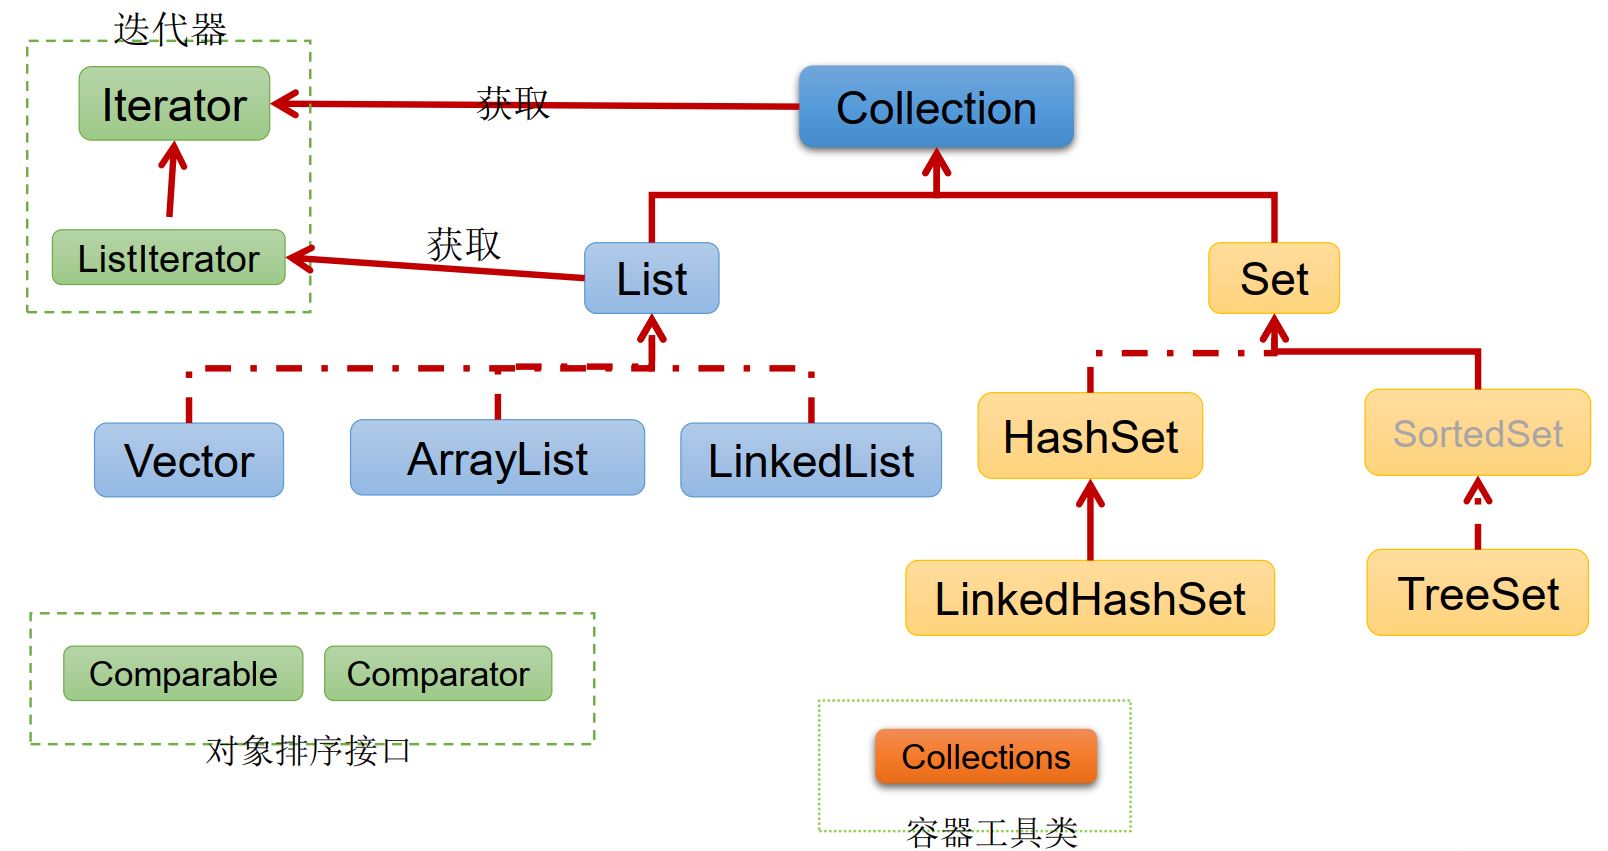 迭代器
Iterator
获取
Collection
ListIterator
获取
List
Set
Vector
ArrayList
LinkedList
HashSet
SortedSet
LinkedHashSet
TreeSet
Comparable
Comparator
对象排序接口
Collections
容器工具类